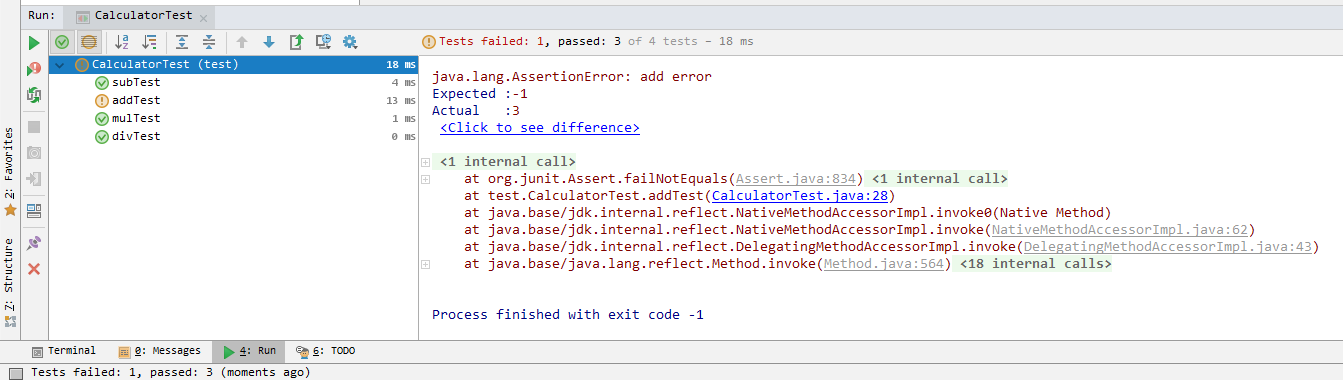 Run: CalculatorTest
Tests failed: 1, passed: 3 of 4 tests – 18 ms
CalculatorTest (test) 18 ms
subTest 4 ms
addTest 13 ms
mulTest 1 ms
divTest 0 ms
java.lang.AssertionError: add error
Expected :-1
Actual   :3
<Click to see difference>
<1 internal call>
at org.junit.Assert.failNotEquals(Assert.java:834) <1 internal call>
at test.CalculatorTest.addTest(CalculatorTest.java:28)
at java.base/jdk.internal.reflect.NativeMethodAccessorImpl.invoke0(Native Method)
at java.base/jdk.internal.reflect.NativeMethodAccessorImpl.invoke(NativeMethodAccessorImpl.java:62)
at java.base/jdk.internal.reflect.DelegatingMethodAccessorImpl.invoke(DelegatingMethodAccessorImpl.java:43)
at java.base/java.lang.reflect.Method.invoke(Method.java:564) <18 internal calls>
Process finished with exit code -1
2: Favorites
Z: Structure
Terminal 0: Messages 4: Run 6: TODO
Tests failed: 1, passed: 3 (moments ago)